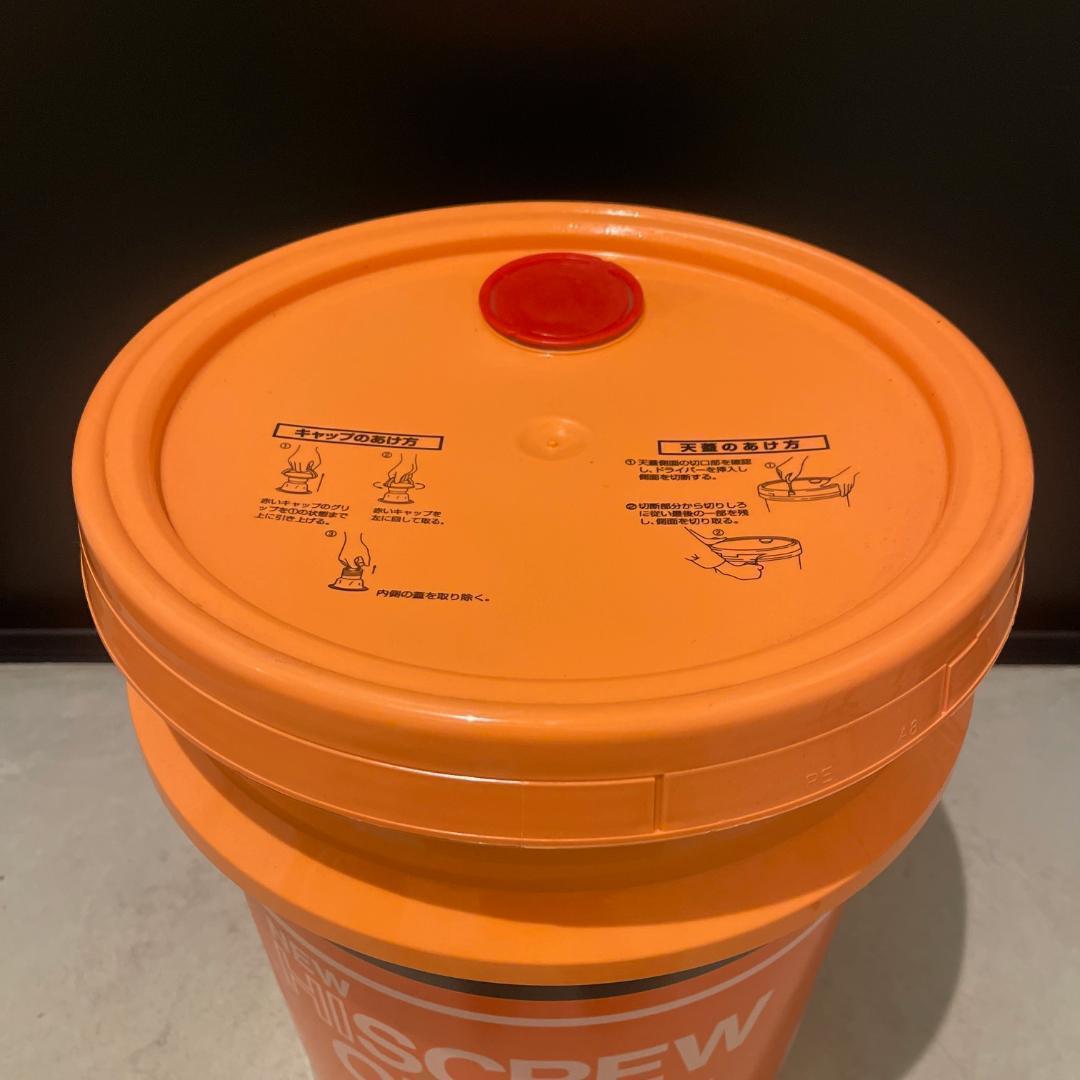 キャップのあけ方
①
②
赤いキャップのグリ
ップを①の状態まで
上に引き上げる。
赤いキャップを
左に回して取る。
③
内側の蓋を取り除く。
天蓋のあけ方
①天蓋側面の切口部を確認
し、ドライバーを挿入し
側面を切断する。
①
②切断部分から切りしろ
に従い最後の一部を残
し、側面を切り取る。
②
PE
A6
NEW
HISCREW